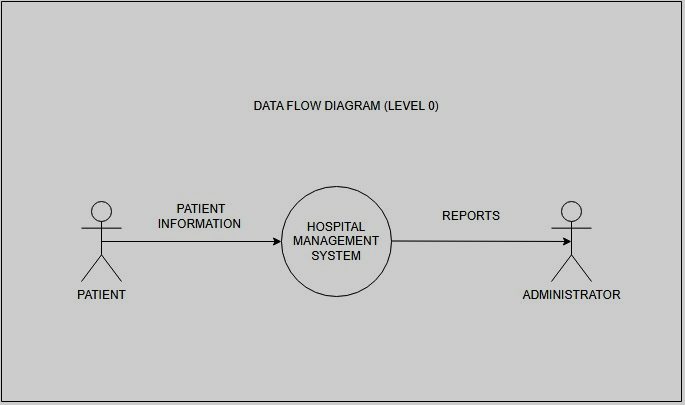 DATA FLOW DIAGRAM (LEVEL 0)
PATIENT
INFORMATION
HOSPITAL
MANAGEMENT
SYSTEM
REPORTS
PATIENT
ADMINISTRATOR